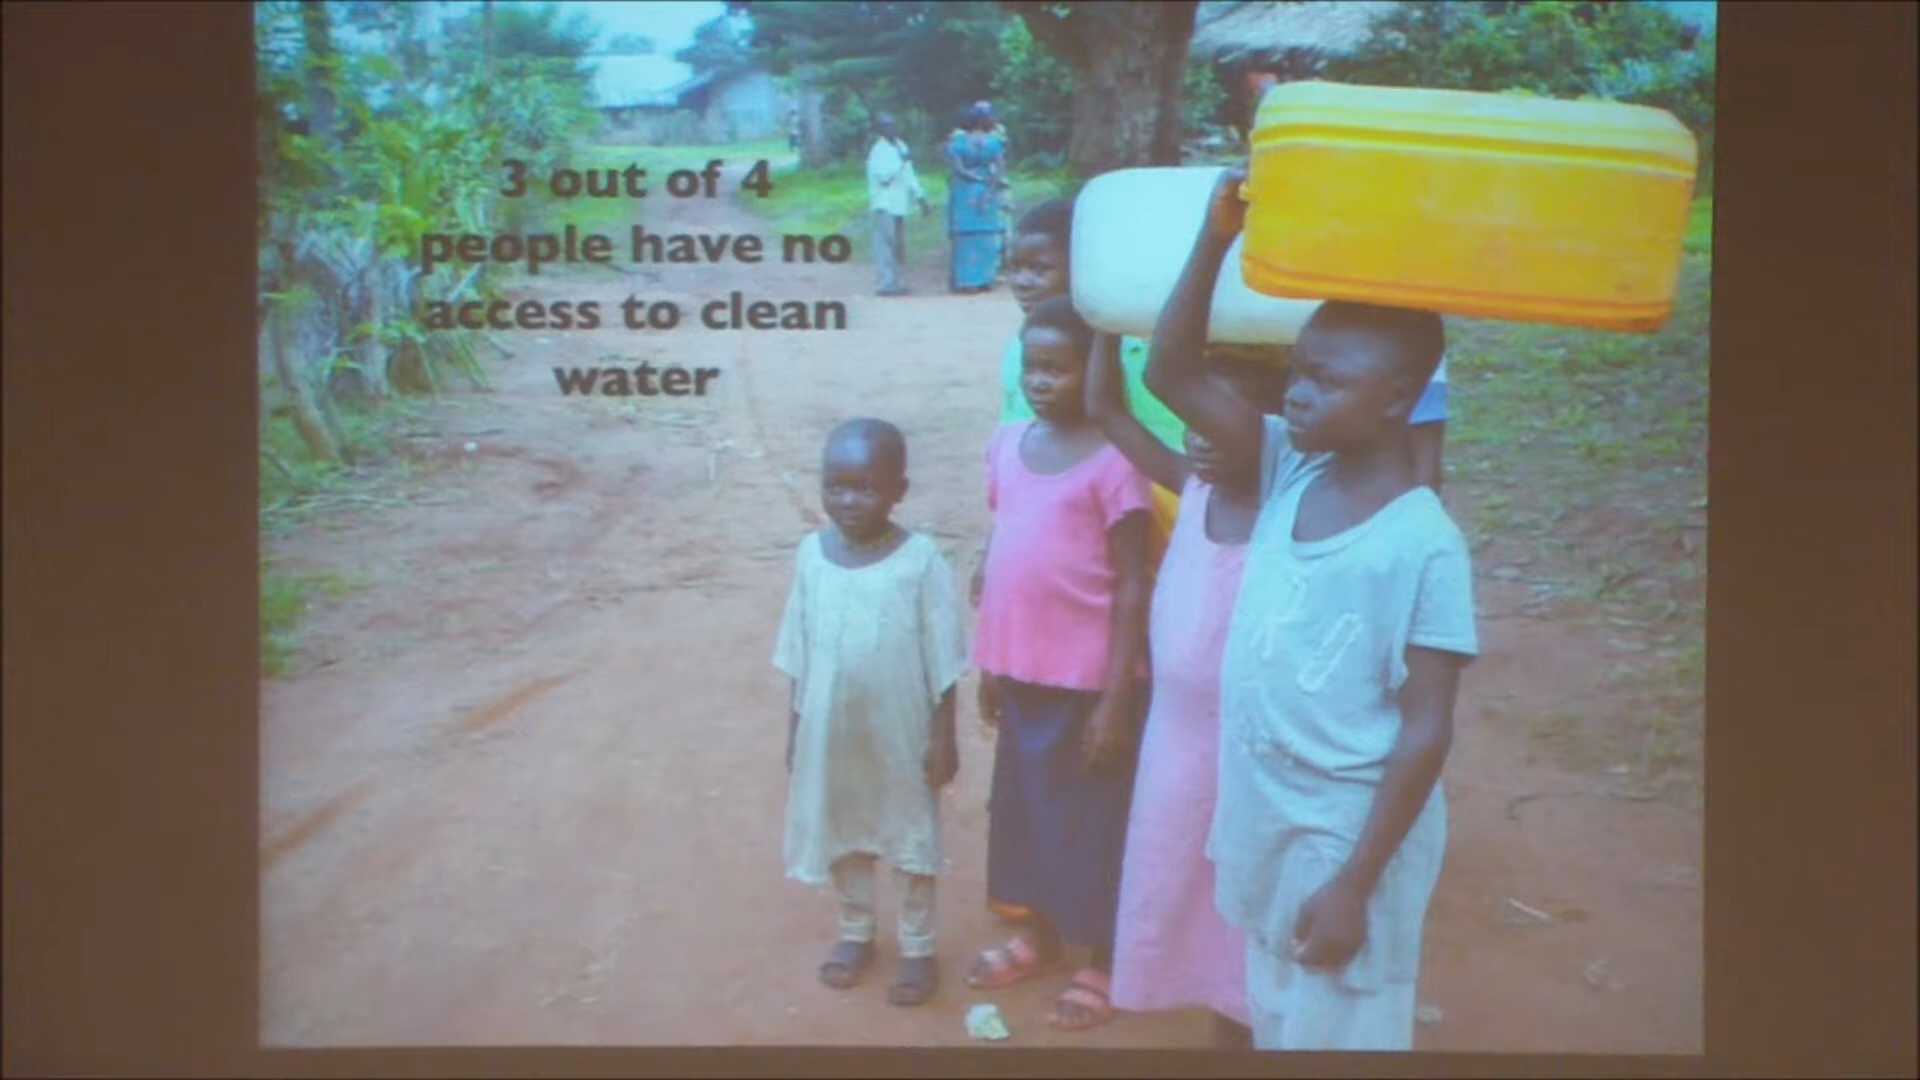 3 out of 4
people have no
access to clean
water